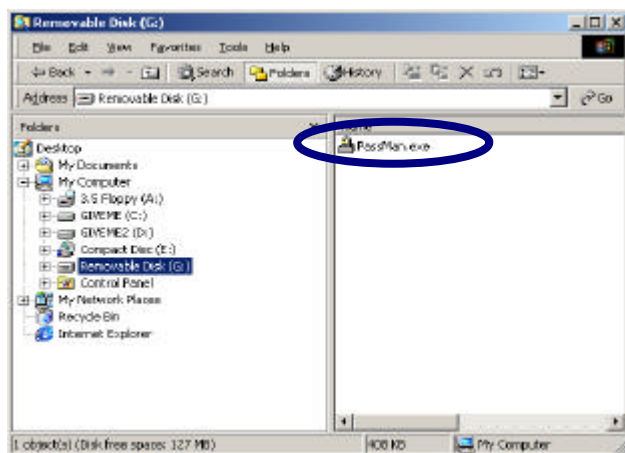 Removable Disk (G:)
File Edit View Favorites Tools Help
Back Search Folders History
Address Removable Disk (G:) Go
Folders
Name
Desktop
My Documents
My Computer
3.5 Floppy (A:)
GIVEME (C:)
GIVEME2 (D:)
Compact Disc (E:)
Removable Disk (G:)
Control Panel
My Network Places
Recycle Bin
Internet Explorer
PassMan.exe
1 object(s) (Disk free space: 127 MB) 408 KB My Computer